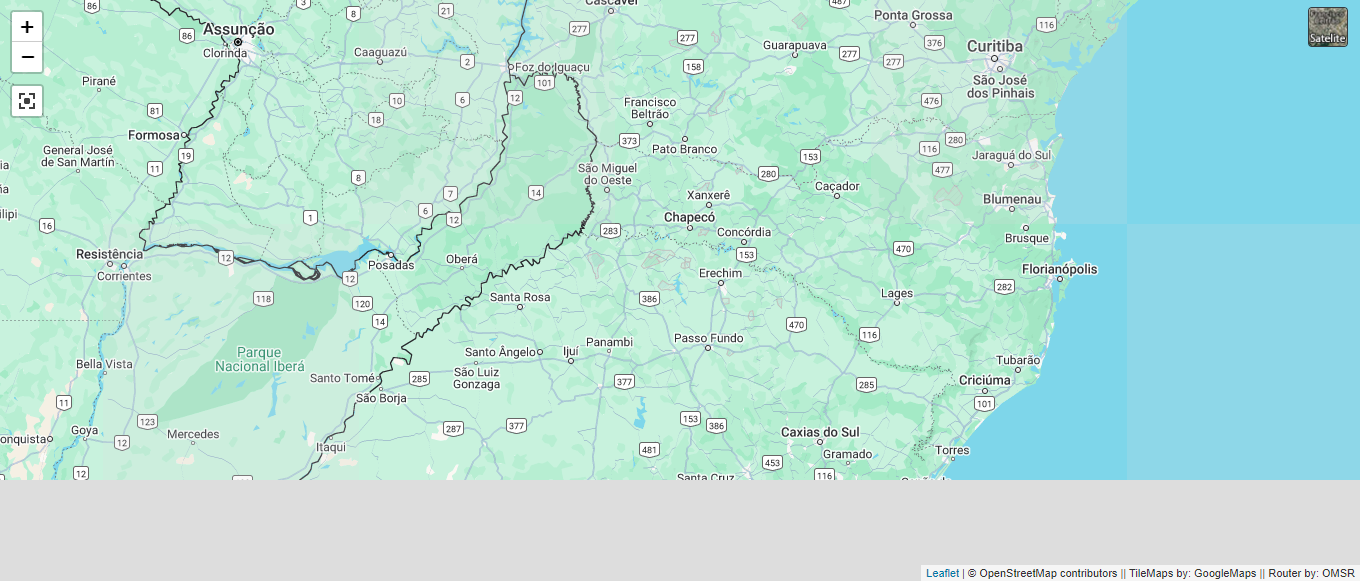 +
−
86
3
8
21
Cascavel
487
Ponta Grossa
116
Satelite
86
Assunção
277
277
376
Clorinda
Caaguazú
Guarapuava
277
277
Curitiba
2
158
Foz do Iguaçu
Pirané
101
São José
dos Pinhais
12
10
6
Francisco
Beltrão
476
81
18
Formosa
373
Pato Branco
116
280
General José
de San Martín
19
153
Jaraguá do Sul
11
8
São Miguel
do Oeste
280
477
7
14
Xanxerê
Caçador
Blumenau
6
1
12
Chapecó
16
283
Concórdia
Brusque
470
Resistência
12
153
Posadas
Oberá
Erechim
Florianópolis
Corrientes
12
282
118
120
Santa Rosa
386
Lages
14
470
116
Passo Fundo
Panambi
Parque
Nacional Iberá
Santo Ângelo
Ijuí
Bella Vista
Santo Tomé
285
São Luiz
Gonzaga
377
285
Tubarão
Criciúma
11
São Borja
101
123
153
386
Goya
12
Mercedes
287
377
Caxias do Sul
Itaqui
481
Gramado
Torres
453
12
12
116
Santa Cruz
Leaflet | © OpenStreetMap contributors || TileMaps by: GoogleMaps || Router by: OMSR